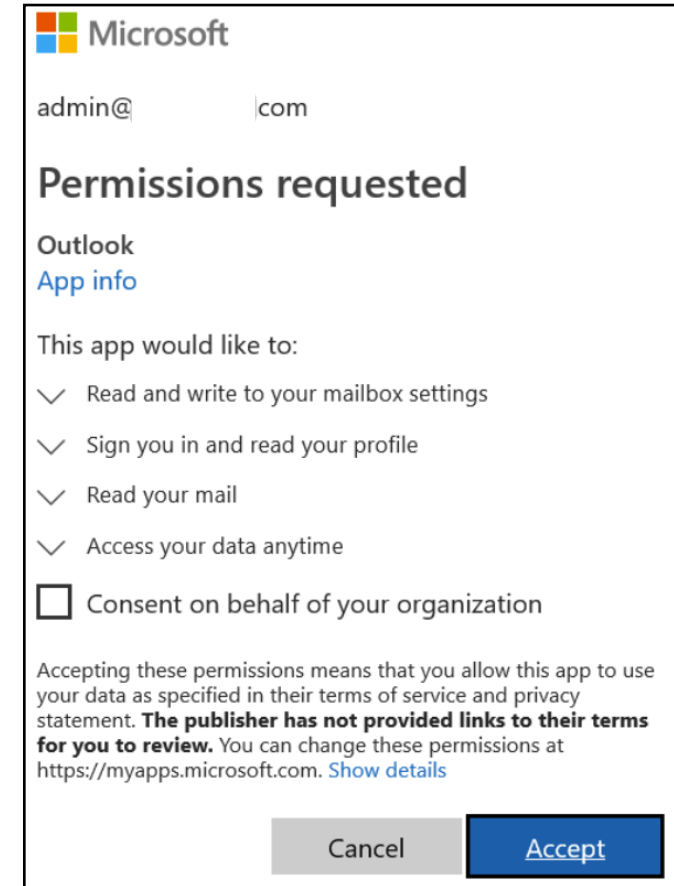 Microsoft
admin@ com
Permissions requested
Outlook
App info
This app would like to:
Read and write to your mailbox settings
Sign you in and read your profile
Read your mail
Access your data anytime
Consent on behalf of your organization
Accepting these permissions means that you allow this app to use
your data as specified in their terms of service and privacy
statement. The publisher has not provided links to their terms
for you to review. You can change these permissions at
https://myapps.microsoft.com. Show details
Cancel Accept